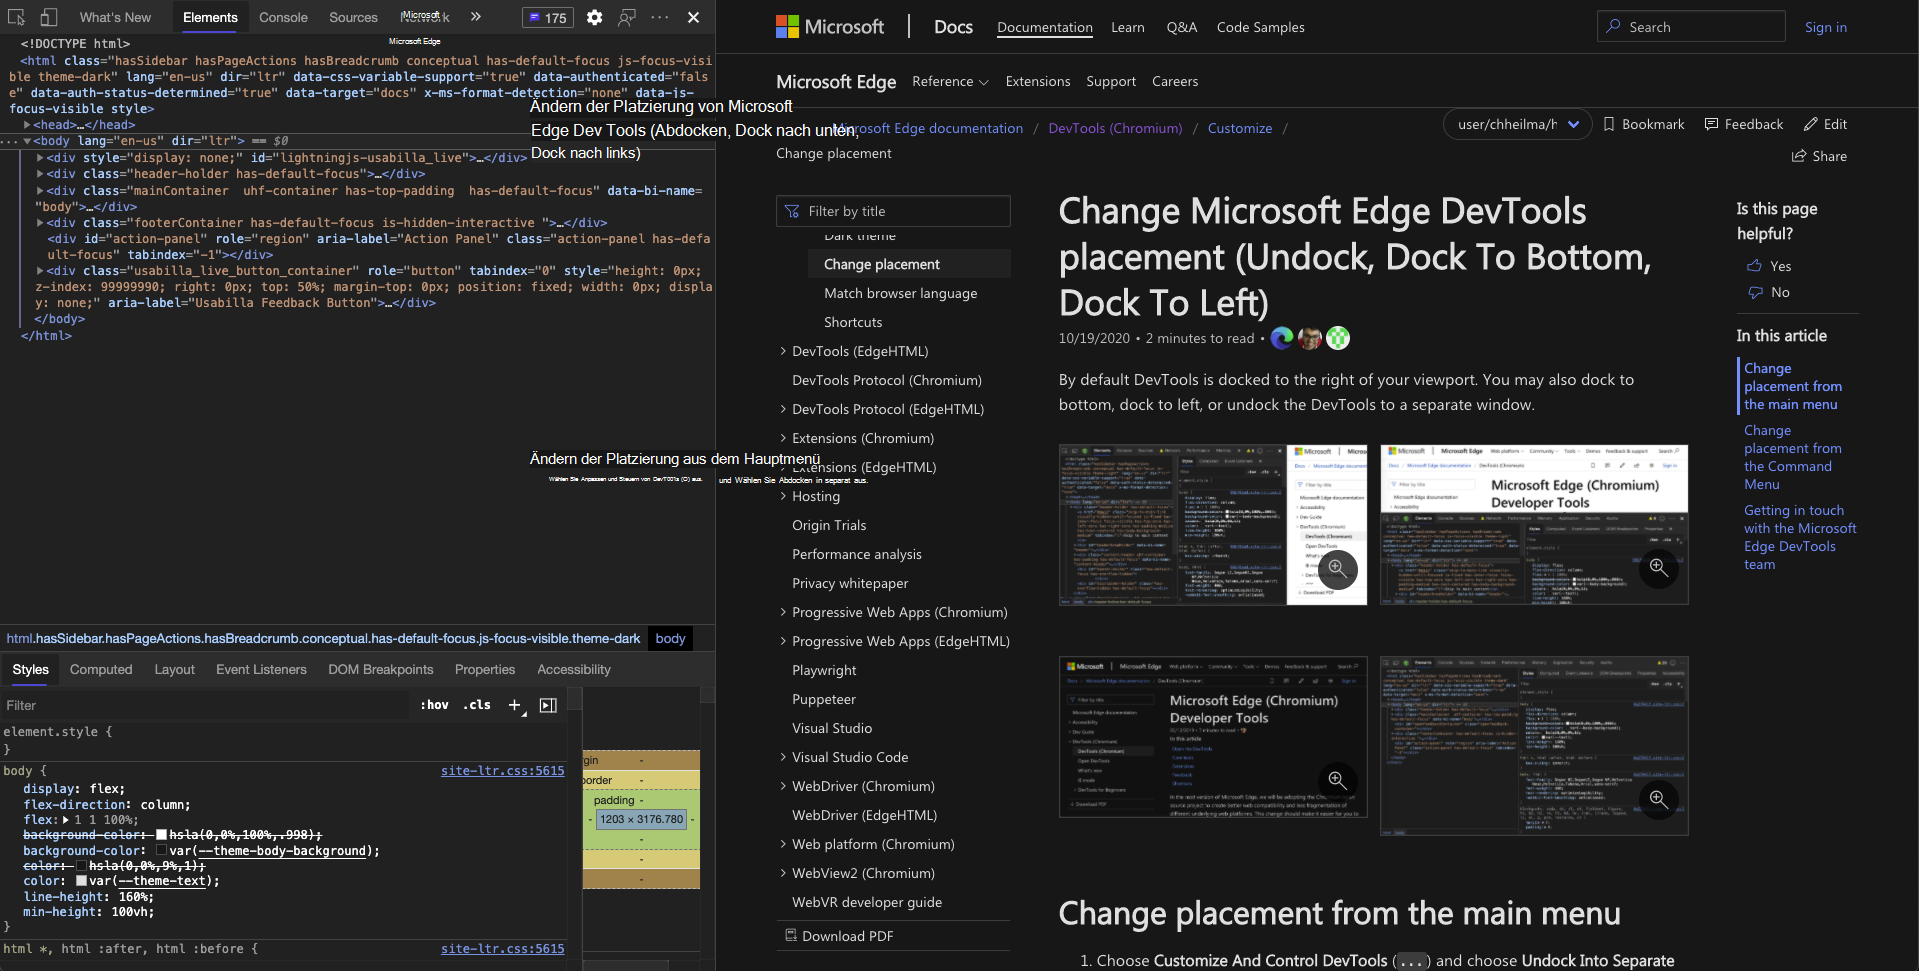 What's New
Elements
Console
Sources
Microsoft
175
Microsoft Edge
<!DOCTYPE html>
<html class="hasSidebar hasPageActions hasBreadcrumb conceptual has-default-focus js-focus-visi
ble theme-dark" lang="en-us" dir="ltr" data-css-variable-support="true" data-authenticated="fals
e" data-auth-status-determined="true" data-target="docs" x-ms-format-detection="none" data-js-
focus-visible style>
<head>…</head>
<body lang="en-us" dir="ltr"> == $0
<div style="display: none;" id="lightningjs-usabilla_live">…</div>
<div class="header-holder has-default-focus">…</div>
<div class="mainContainer  uhf-container has-top-padding  has-default-focus" data-bi-name=
"body">…</div>
<div class="footerContainer has-default-focus is-hidden-interactive ">…</div>
<div id="action-panel" role="region" aria-label="Action Panel" class="action-panel has-defa
ult-focus" tabindex="-1"></div>
<div class="usabilla_live_button_container" role="button" tabindex="0" style="height: 0px;
z-index: 99999990; right: 0px; top: 50%; margin-top: 0px; position: fixed; width: 0px; displa
y: none;" aria-label="Usabilla Feedback Button">…</div>
</body>
</html>
Ändern der Platzierung von Microsoft
Edge Dev Tools (Abdocken, Dock nach unten,
Dock nach links)
Ändern der Platzierung aus dem Hauptmenü
Wählen Sie Anpassen und Steuern von DevT00ls (O) aus.
und Wählen Sie Abdocken in separat aus.
html.hasSidebar.hasPageActions.hasBreadcrumb.conceptual.has-default-focus.js-focus-visible.theme-dark
body
Styles
Computed
Layout
Event Listeners
DOM Breakpoints
Properties
Accessibility
Filter
:hov
.cls
element.style {
}
body {
site-ltr.css:5615
display: flex;
flex-direction: column;
flex: 1 1 100%;
background-color: hsla(0,0%,100%,.998);
background-color: var(--theme-body-background);
color: hsla(0,0%,9%,1);
color: var(--theme-text);
line-height: 160%;
min-height: 100vh;
}
html *, html :after, html :before {
site-ltr.css:5615
border
-
padding -
1203 × 3176.780
Microsoft
Docs
Documentation
Learn
Q&A
Code Samples
Search
Sign in
Microsoft Edge
Reference
Extensions
Support
Careers
Microsoft Edge documentation / DevTools (Chromium) / Customize /
Change placement
user/chheilma/h
Bookmark
Feedback
Edit
Share
Filter by title
Dark theme
Change placement
Match browser language
Shortcuts
DevTools (EdgeHTML)
DevTools Protocol (Chromium)
DevTools Protocol (EdgeHTML)
Extensions (Chromium)
Extensions (EdgeHTML)
Hosting
Origin Trials
Performance analysis
Privacy whitepaper
Progressive Web Apps (Chromium)
Progressive Web Apps (EdgeHTML)
Playwright
Puppeteer
Visual Studio
Visual Studio Code
WebDriver (Chromium)
WebDriver (EdgeHTML)
Web platform (Chromium)
WebView2 (Chromium)
WebVR developer guide
Download PDF
Change Microsoft Edge DevTools
placement (Undock, Dock To Bottom,
Dock To Left)
10/19/2020 • 2 minutes to read •
By default DevTools is docked to the right of your viewport. You may also dock to
bottom, dock to left, or undock the DevTools to a separate window.
Microsoft Edge (Chromium)
Developer Tools
Microsoft Edge (Chromium)
Developer Tools
Change placement from the main menu
1. Choose Customize And Control DevTools (...) and choose Undock Into Separate
Is this page
helpful?
Yes
No
In this article
Change
placement from
the main menu
Change
placement from
the Command
Menu
Getting in touch
with the Microsoft
Edge DevTools
team